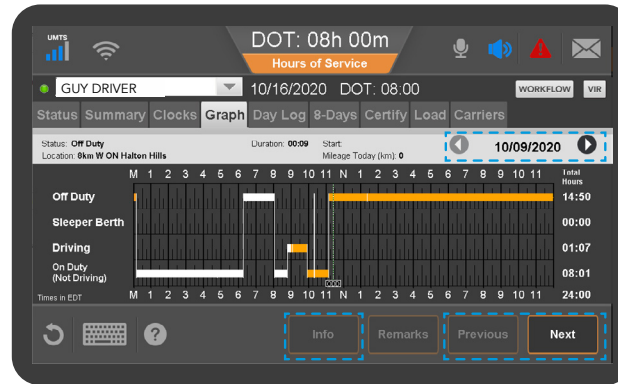 UMTS
DOT: 08h 00m
Hours of Service
GUY DRIVER
10/16/2020 DOT: 08:00
WORKFLOW
VIR
Status Summary Clocks Graph Day Log 8-Days Certify Load Carriers
Status: Off Duty Duration: 00:09 Start:
Location: 8km W ON Halton Hills Mileage Today (km): 0
10/09/2020
M 1 2 3 4 5 6 7 8 9 10 11 N 1 2 3 4 5 6 7 8 9 10 11 Total Hours
Off Duty 14:50
Sleeper Berth 00:00
Driving 01:07
On Duty
(Not Driving) 08:01
Times in EDT M 1 2 3 4 5 6 7 8 9 10 11 N 1 2 3 4 5 6 7 8 9 10 11 24:00
? Info Remarks Previous Next